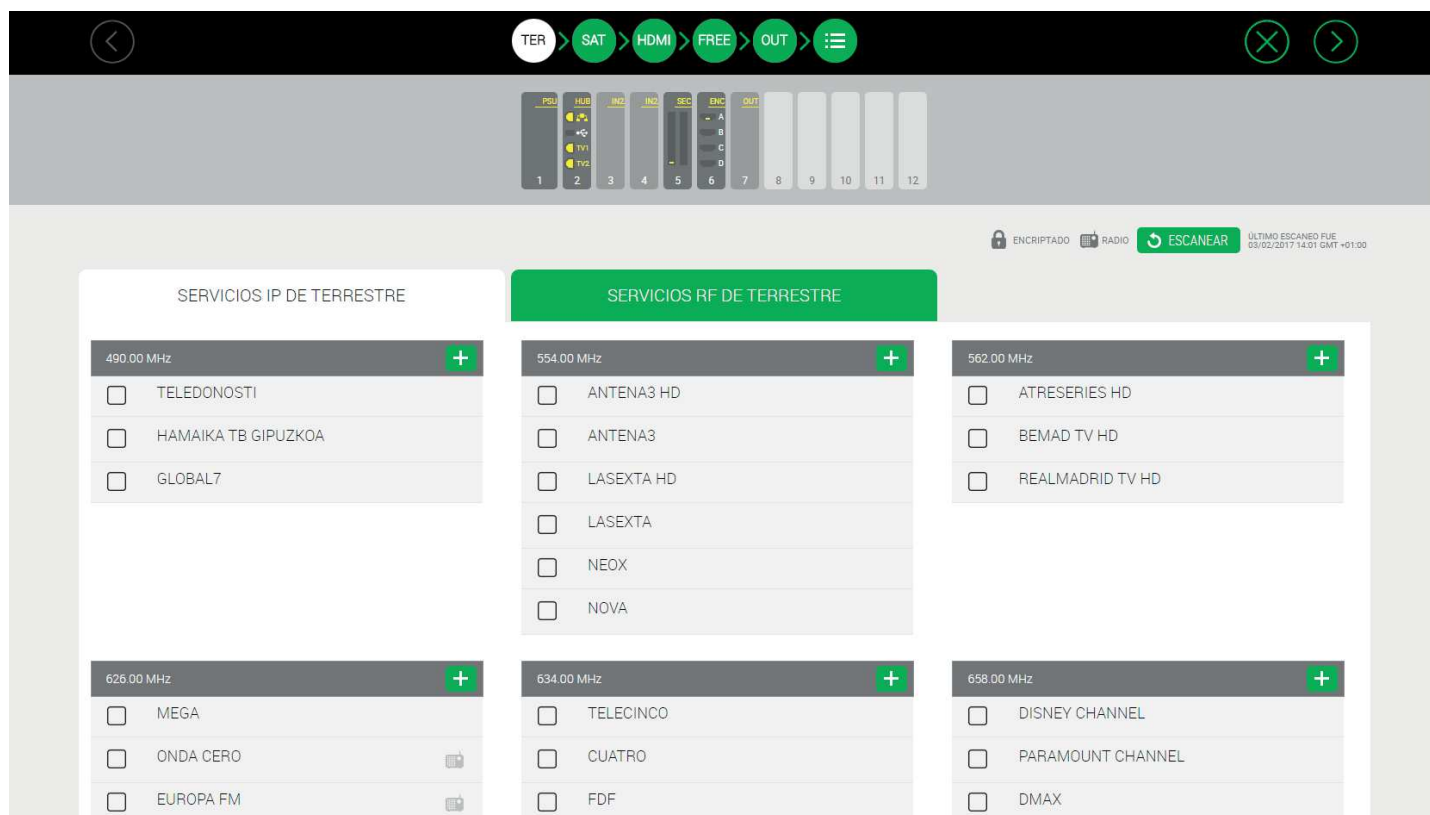 TER > SAT > HDMI > FREE > OUT >
PSU HUB IN2 IN2 SEC ENC OUT
A
B
TV1 C
TV2 D
1 2 3 4 5 6 7 8 9 10 11 12
ENCRIPTADO RADIO ESCANEAR ÚLTIMO ESCANEO FUE
03/02/2017 14:01 GMT +01:00
SERVICIOS IP DE TERRESTRE
SERVICIOS RF DE TERRESTRE
490.00 MHz
TELEDONOSTI
HAMAIKA TB GIPUZKOA
GLOBAL7
554.00 MHz
ANTENA3 HD
ANTENA3
LASEXTA HD
LASEXTA
NEOX
NOVA
562.00 MHz
ATRESERIES HD
BEMAD TV HD
REALMADRID TV HD
626.00 MHz
MEGA
ONDA CERO
EUROPA FM
634.00 MHz
TELECINCO
CUATRO
FDF
658.00 MHz
DISNEY CHANNEL
PARAMOUNT CHANNEL
DMAX